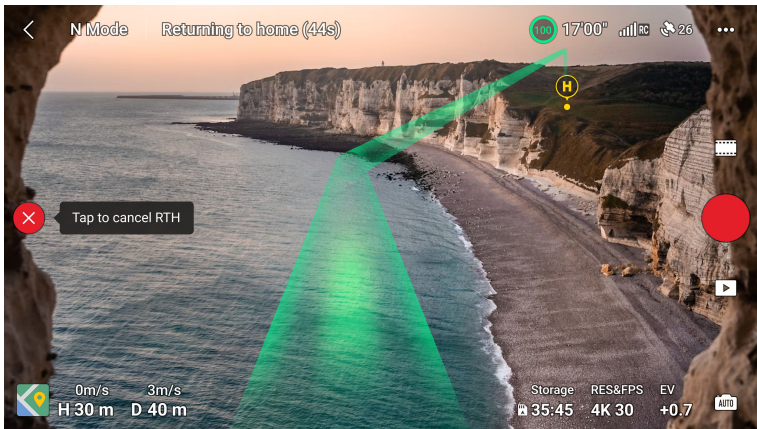 N Mode
Returning to home (44s)
100
17'00"
RC
26
H
Tap to cancel RTH
0m/s 3m/s
H 30 m D 40 m
Storage RES&FPS EV
35:45 4K 30 +0.7
AUTO